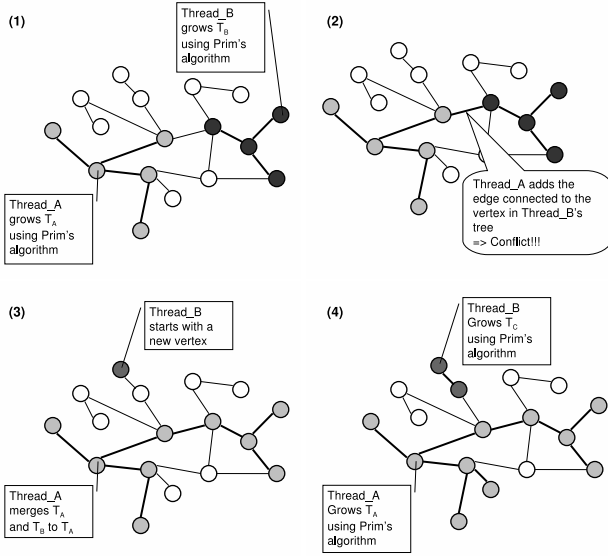 (1)
Thread_B
grows T_B
using Prim's
algorithm
Thread_A
grows T_A
using Prim's
algorithm
(2)
Thread_A adds the
edge connected to the
vertex in Thread_B's
tree
=> Conflict!!!
(3)
Thread_B
starts with a
new vertex
Thread_A
merges T_A
and T_B to T_A
(4)
Thread_B
Grows T_C
using Prim's
algorithm
Thread_A
Grows T_A
using Prim's
algorithm